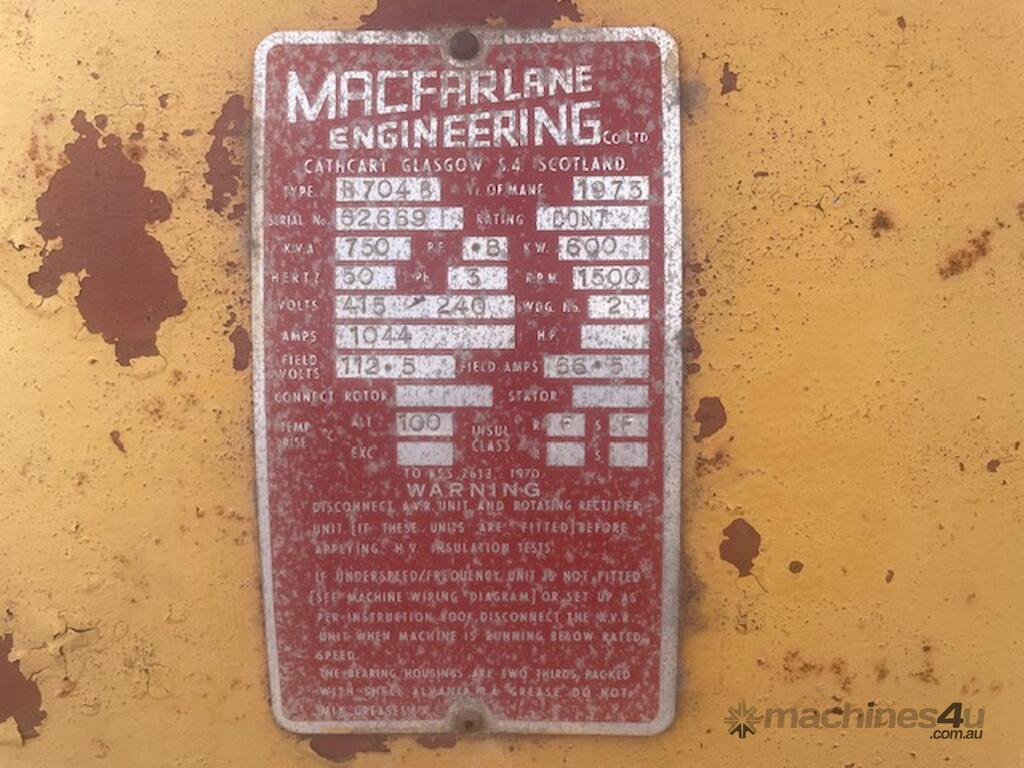 MACFARLANE
ENGINEERING Co LTD
CATHCART GLASGOW S.4. SCOTLAND
TYPE B704B Yr. OF MANF. 1973
SERIAL No. 62669 RATING CONT
K.V.A 750 P.F. .8 K.W. 600
HERTZ 50 Ph 3 R.P.M. 1500
VOLTS 415 240 WDG. No. 2
AMPS 1044 H.P.
FIELD VOLTS 112.5 FIELD AMPS 66.5
CONNECT ROTOR STATOR
TEMP RISE °C ALT 100 INSUL CLASS R F S F
EXC R S
TO BSS 2613 1970
WARNING
DISCONNECT A.V.R. UNIT AND ROTATING RECTIFIER
UNIT [IF THESE UNITS ARE FITTED] BEFORE
APPLYING H.V. INSULATION TESTS.
IF UNDERSPEED/FREQUENCY UNIT IS NOT FITTED
[SEE MACHINE WIRING DIAGRAM] OR SET UP AS
PER INSTRUCTION BOOK, DISCONNECT THE A.V.R.
UNIT WHEN MACHINE IS RUNNING BELOW RATED
SPEED.
THE BEARING HOUSINGS ARE TWO THIRDS PACKED
WITH SHELL ALVANIA GREASE DO NOT
MIX GREASES
machines4u
.com.au